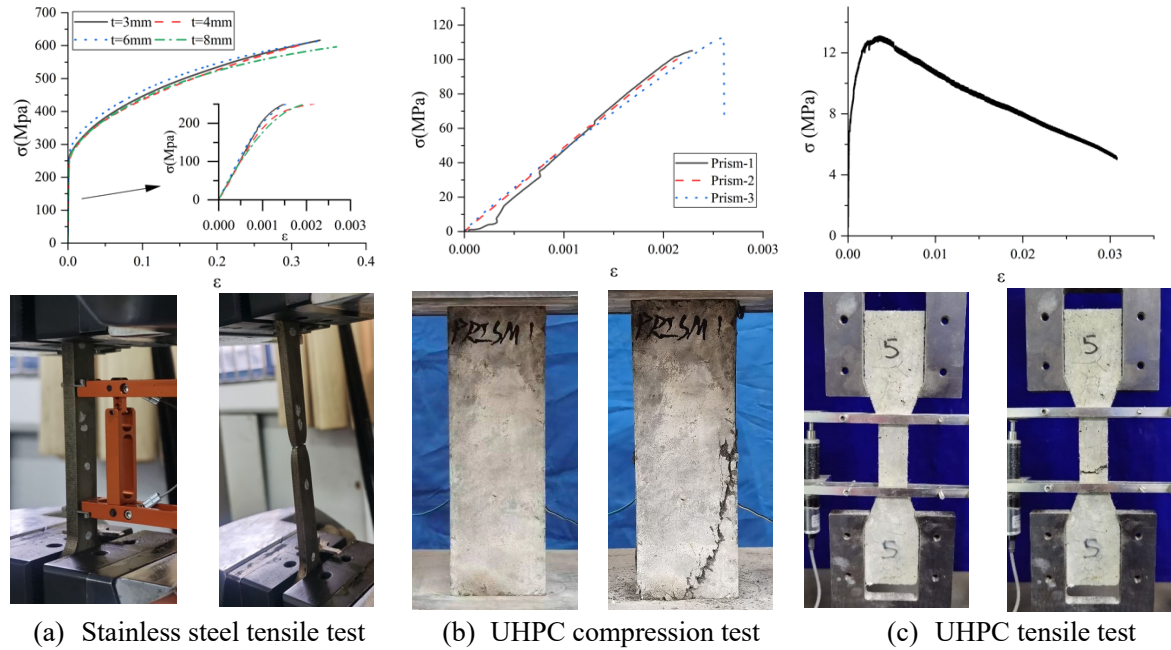 σ(Mpa)
700
600
500
400
300
200
100
0
t=3mm t=4mm
t=6mm t=8mm
σ(Mpa)
200
100
0
0.000 0.001 0.002 0.003
ε
0.0 0.1 0.2 0.3 0.4
ε
σ(MPa)
120
100
80
60
40
20
0
Prism-1
Prism-2
Prism-3
0.000 0.001 0.002 0.003
ε
σ (MPa)
12
8
4
0.00 0.01 0.02 0.03
ε
PRISM 1
PRISM 1
5
5
5
5
(a) Stainless steel tensile test
(b) UHPC compression test
(c) UHPC tensile test